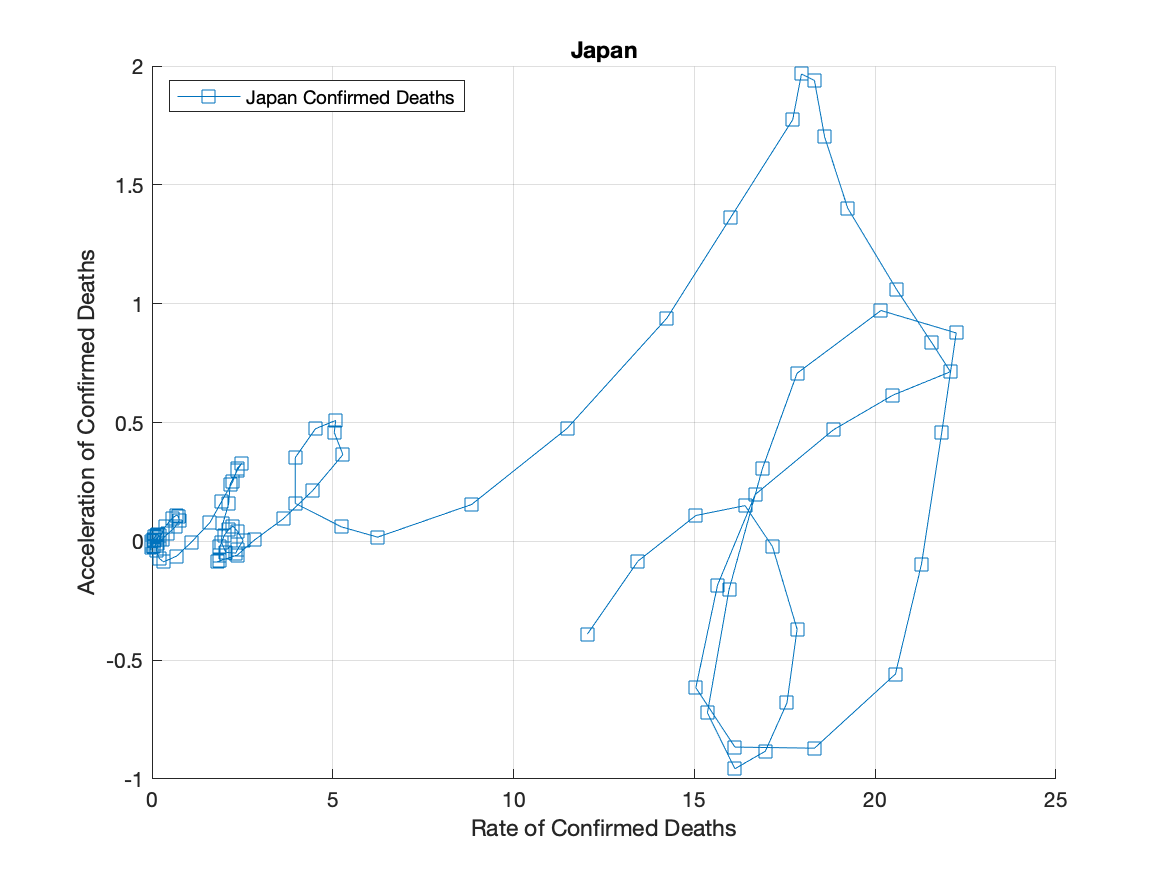 Japan
Japan Confirmed Deaths
2
1.5
1
0.5
0
-0.5
-1
Acceleration of Confirmed Deaths
0 5 10 15 20 25
Rate of Confirmed Deaths